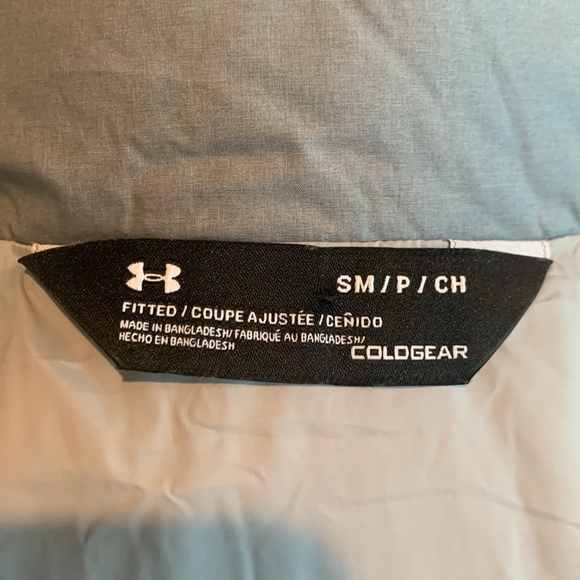 SM/P/CH
FITTED/COUPE AJUSTÉE/CEÑIDO
MADE IN BANGLADESH/FABRIQUÉ AU BANGLADESH/
HECHO EN BANGLADESH
COLDGEAR